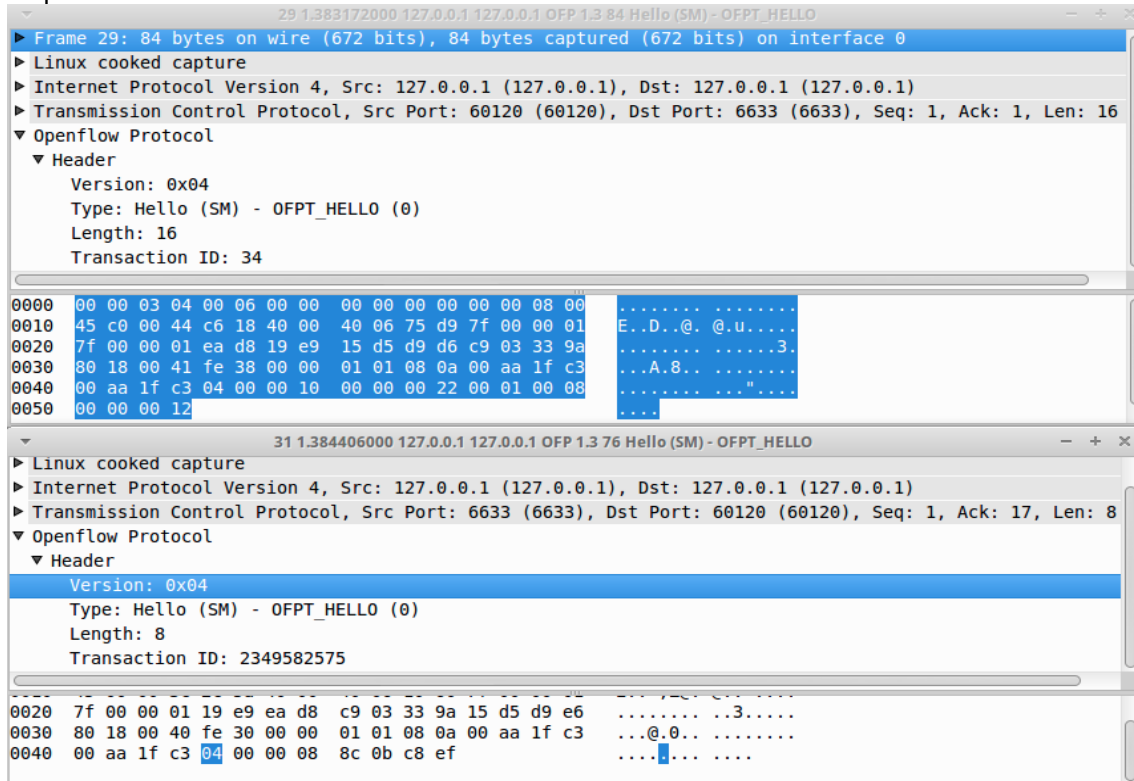 29 1.383172000 127.0.0.1 127.0.0.1 OFP 1.3 84 Hello (SM) - OFPT_HELLO
Frame 29: 84 bytes on wire (672 bits), 84 bytes captured (672 bits) on interface 0
Linux cooked capture
Internet Protocol Version 4, Src: 127.0.0.1 (127.0.0.1), Dst: 127.0.0.1 (127.0.0.1)
Transmission Control Protocol, Src Port: 60120 (60120), Dst Port: 6633 (6633), Seq: 1, Ack: 1, Len: 16
Openflow Protocol
Header
Version: 0x04
Type: Hello (SM) - OFPT_HELLO (0)
Length: 16
Transaction ID: 34
0000 00 00 03 04 00 06 00 00 00 00 00 00 00 00 08 00 ........ ........
0010 45 c0 00 44 c6 18 40 00 40 06 75 d9 7f 00 00 01 E..D..@. @.u.....
0020 7f 00 00 01 ea d8 19 e9 15 d5 d9 d6 c9 03 33 9a ........ ......3.
0030 80 18 00 41 fe 38 00 00 01 01 08 0a 00 aa 1f c3 ...A.8.. ........
0040 00 aa 1f c3 04 00 00 10 00 00 00 22 00 01 00 08 ........ ..."....
0050 00 00 00 12 ....
31 1.384406000 127.0.0.1 127.0.0.1 OFP 1.3 76 Hello (SM) - OFPT_HELLO
Linux cooked capture
Internet Protocol Version 4, Src: 127.0.0.1 (127.0.0.1), Dst: 127.0.0.1 (127.0.0.1)
Transmission Control Protocol, Src Port: 6633 (6633), Dst Port: 60120 (60120), Seq: 1, Ack: 17, Len: 8
Openflow Protocol
Header
Version: 0x04
Type: Hello (SM) - OFPT_HELLO (0)
Length: 8
Transaction ID: 2349582575
0020 7f 00 00 01 19 e9 ea d8 c9 03 33 9a 15 d5 d9 e6 ........ ..3.....
0030 80 18 00 40 fe 30 00 00 01 01 08 0a 00 aa 1f c3 ...@.0.. ........
0040 00 aa 1f c3 04 00 00 08 8c 0b c8 ef ........ ....